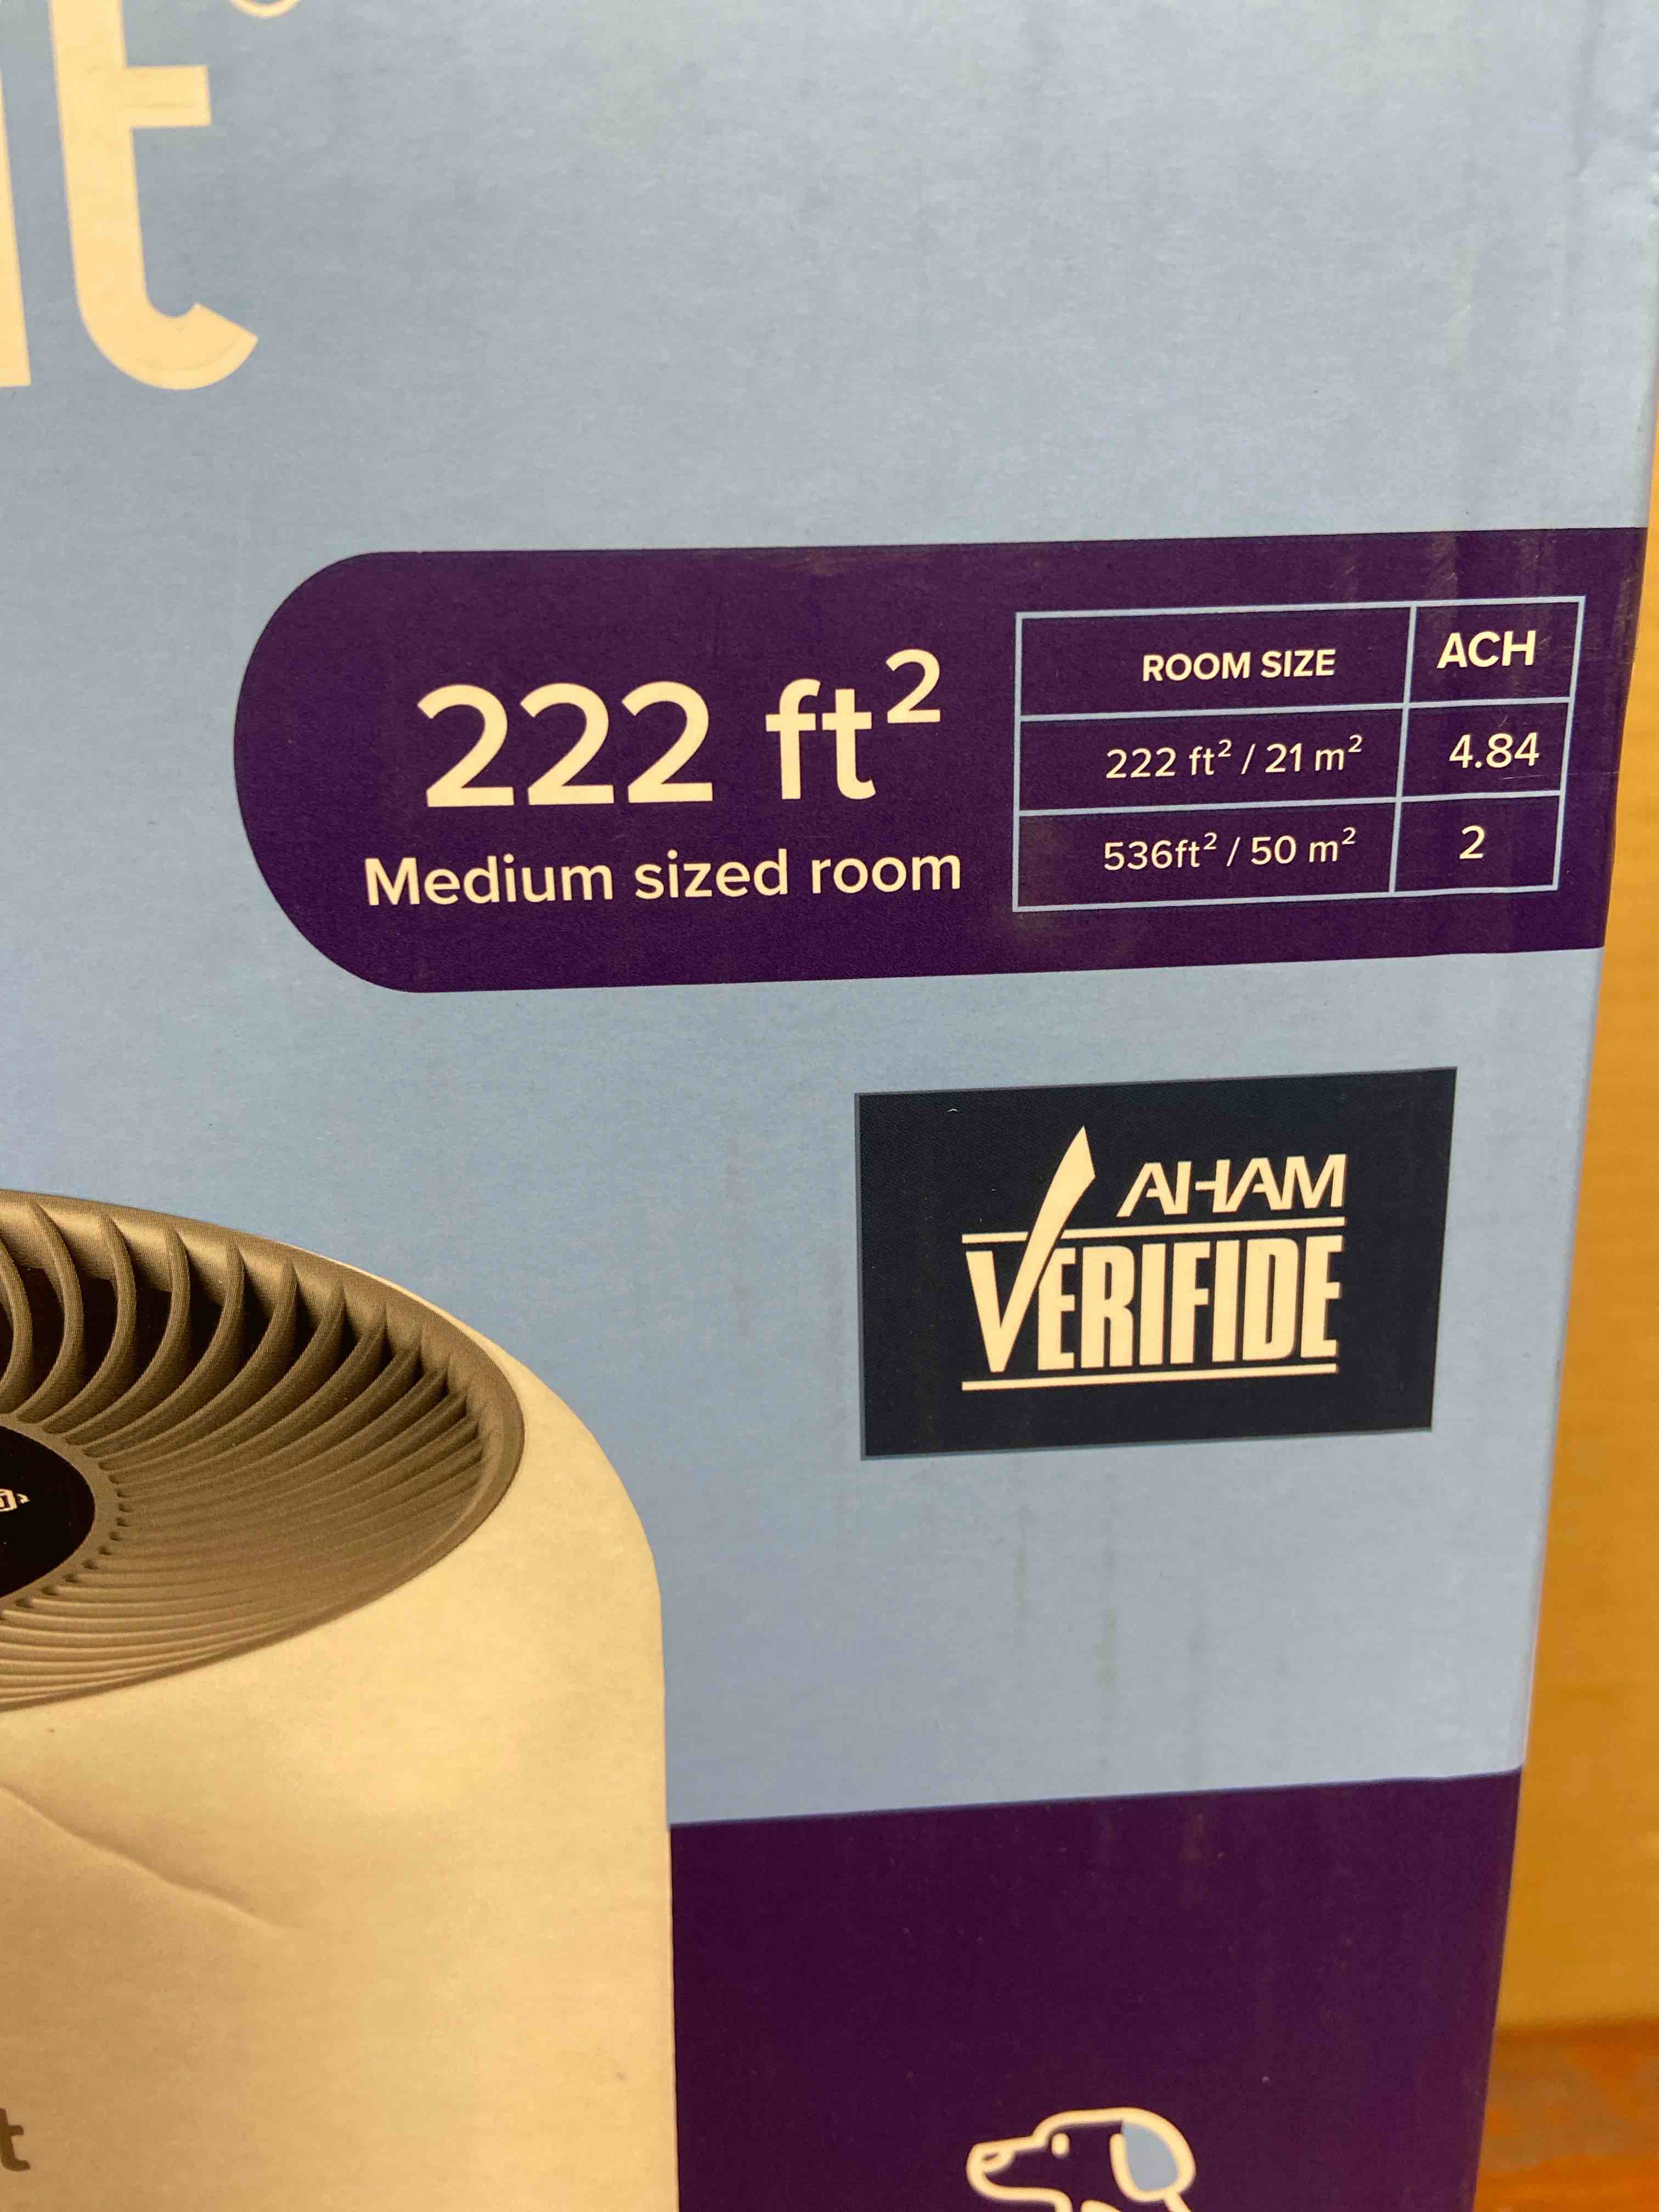 222 ft²
Medium sized room
ROOM SIZE ACH
222 ft² / 21 m² 4.84
536ft² / 50 m² 2
AHAM
VERIFIDE